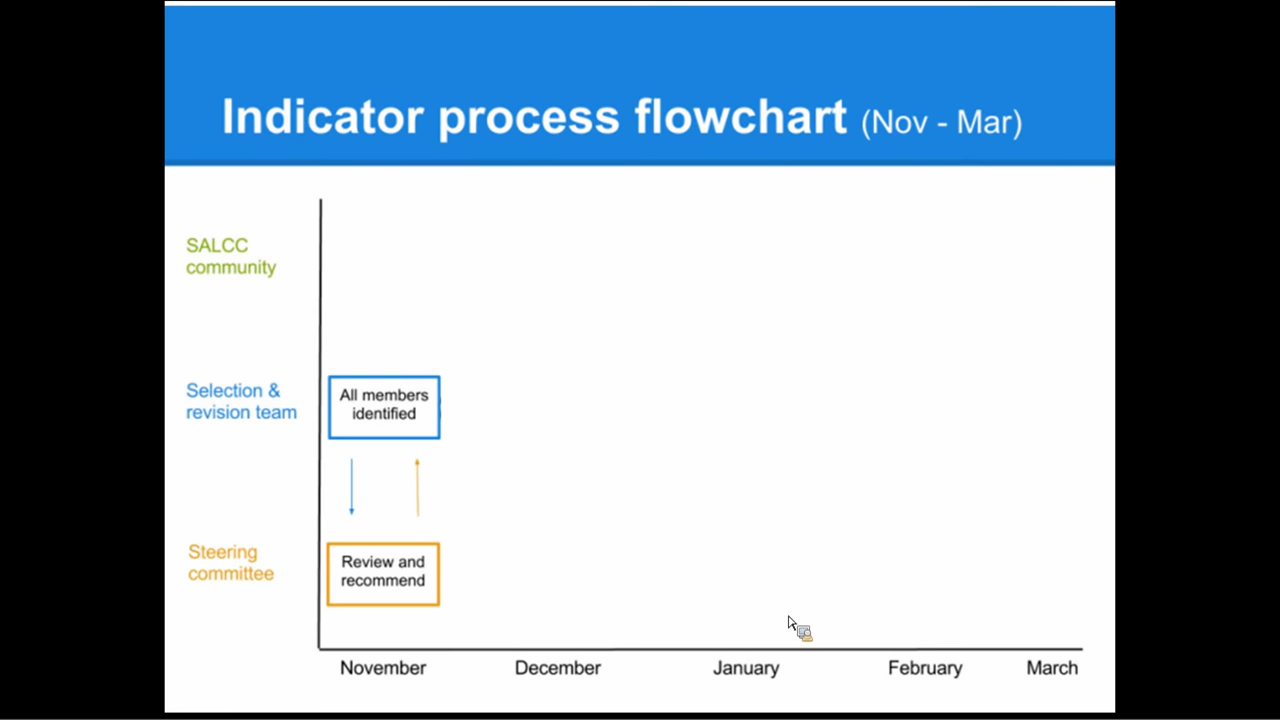 Indicator process flowchart (Nov - Mar)
SALCC
community
Selection &
revision team
All members
identified
Steering
committee
Review and
recommend
November December January February March